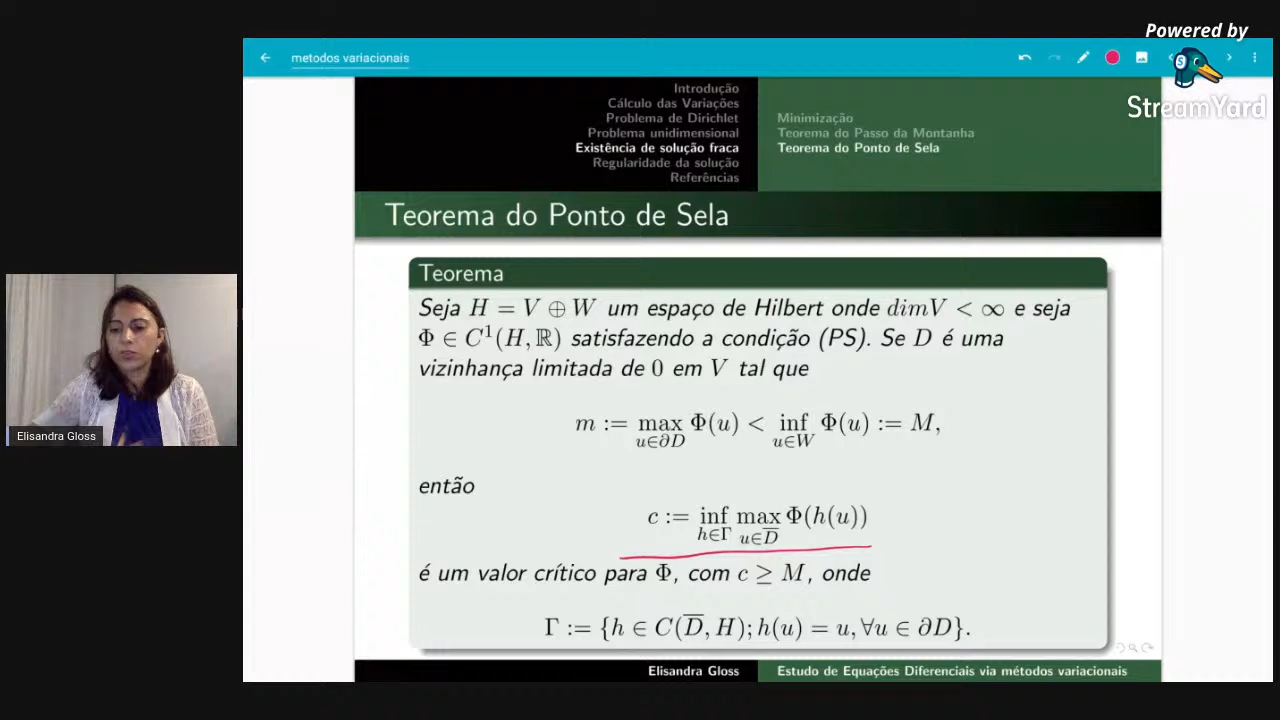 Powered by
StreamYard
metodos variacionais
Introdução
Cálculo das Variações
Problema de Dirichlet
Problema unidimensional
Existência de solução fraca
Regularidade da solução
Referências
Minimização
Teorema do Passo da Montanha
Teorema do Ponto de Sela
Teorema do Ponto de Sela
Teorema
Seja H = V ⊕ W um espaço de Hilbert onde dimV < ∞ e seja
Φ ∈ C¹(H, ℝ) satisfazendo a condição (PS). Se D é uma
vizinhança limitada de 0 em V tal que
m := max_{u∈∂D} Φ(u) < inf_{u∈W} Φ(u) := M,
então
c := inf_{h∈Γ} max_{u∈D̅} Φ(h(u))
é um valor crítico para Φ, com c ≥ M, onde
Γ := {h ∈ C(D̅, H); h(u) = u, ∀u ∈ ∂D}.
Elisandra Gloss
Elisandra Gloss
Estudo de Equações Diferenciais via métodos variacionais